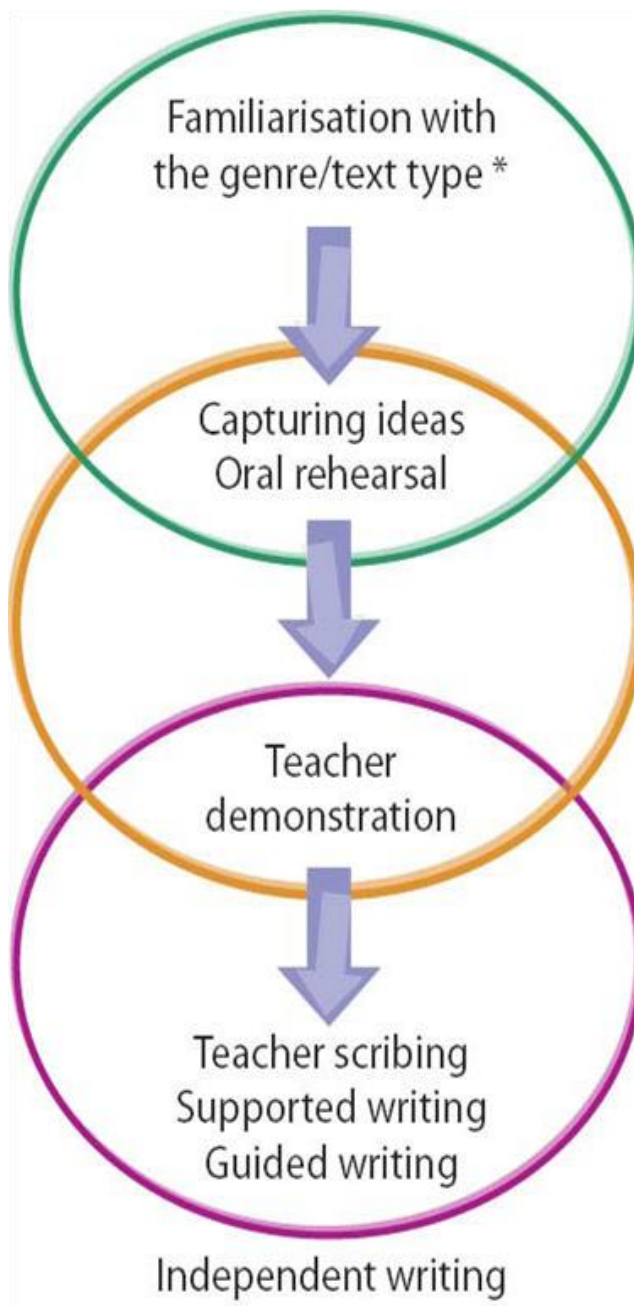 Familiarisation with
the genre/text type *
Capturing ideas
Oral rehearsal
Teacher
demonstration
Teacher scribing
Supported writing
Guided writing
Independent writing